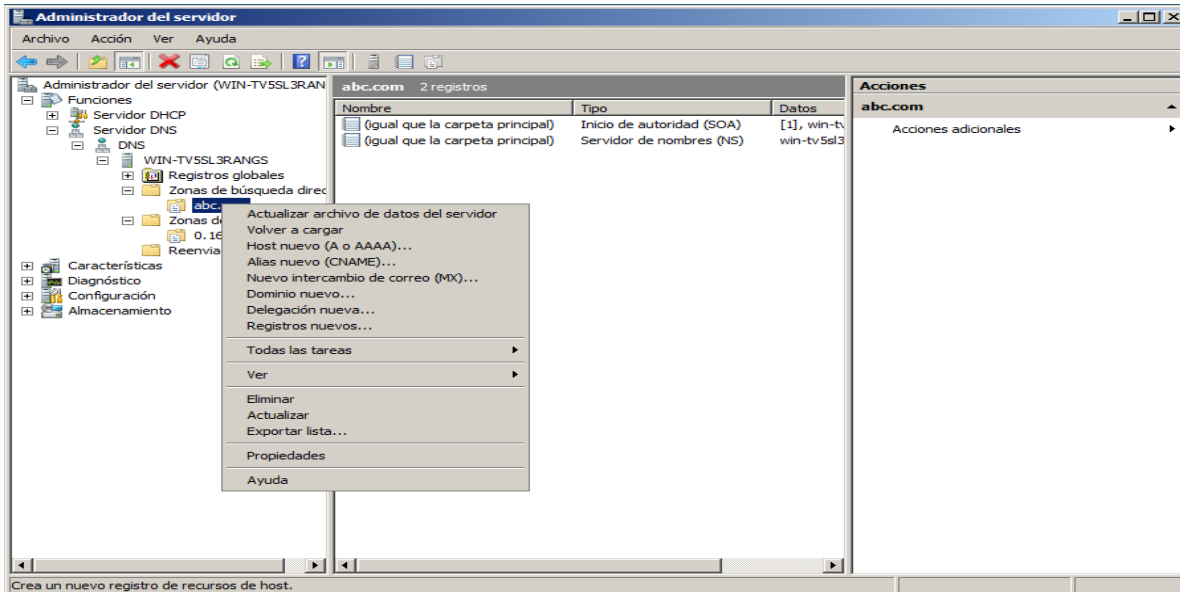 Administrador del servidor
Archivo Acción Ver Ayuda
Administrador del servidor (WIN-TV5SL3RAN
Funciones
Servidor DHCP
Servidor DNS
DNS
WIN-TV5SL3RANGS
Registros globales
Zonas de búsqueda direc
abc.
Zonas d
0.16
Reenvia
Características
Diagnóstico
Configuración
Almacenamiento
abc.com 2 registros
Nombre Tipo Datos
(igual que la carpeta principal) Inicio de autoridad (SOA) [1], win-tv
(igual que la carpeta principal) Servidor de nombres (NS) win-tv5sl3
Actualizar archivo de datos del servidor
Volver a cargar
Host nuevo (A o AAAA)...
Alias nuevo (CNAME)...
Nuevo intercambio de correo (MX)...
Dominio nuevo...
Delegación nueva...
Registros nuevos...
Todas las tareas
Ver
Eliminar
Actualizar
Exportar lista...
Propiedades
Ayuda
Acciones
abc.com
Acciones adicionales
Crea un nuevo registro de recursos de host.